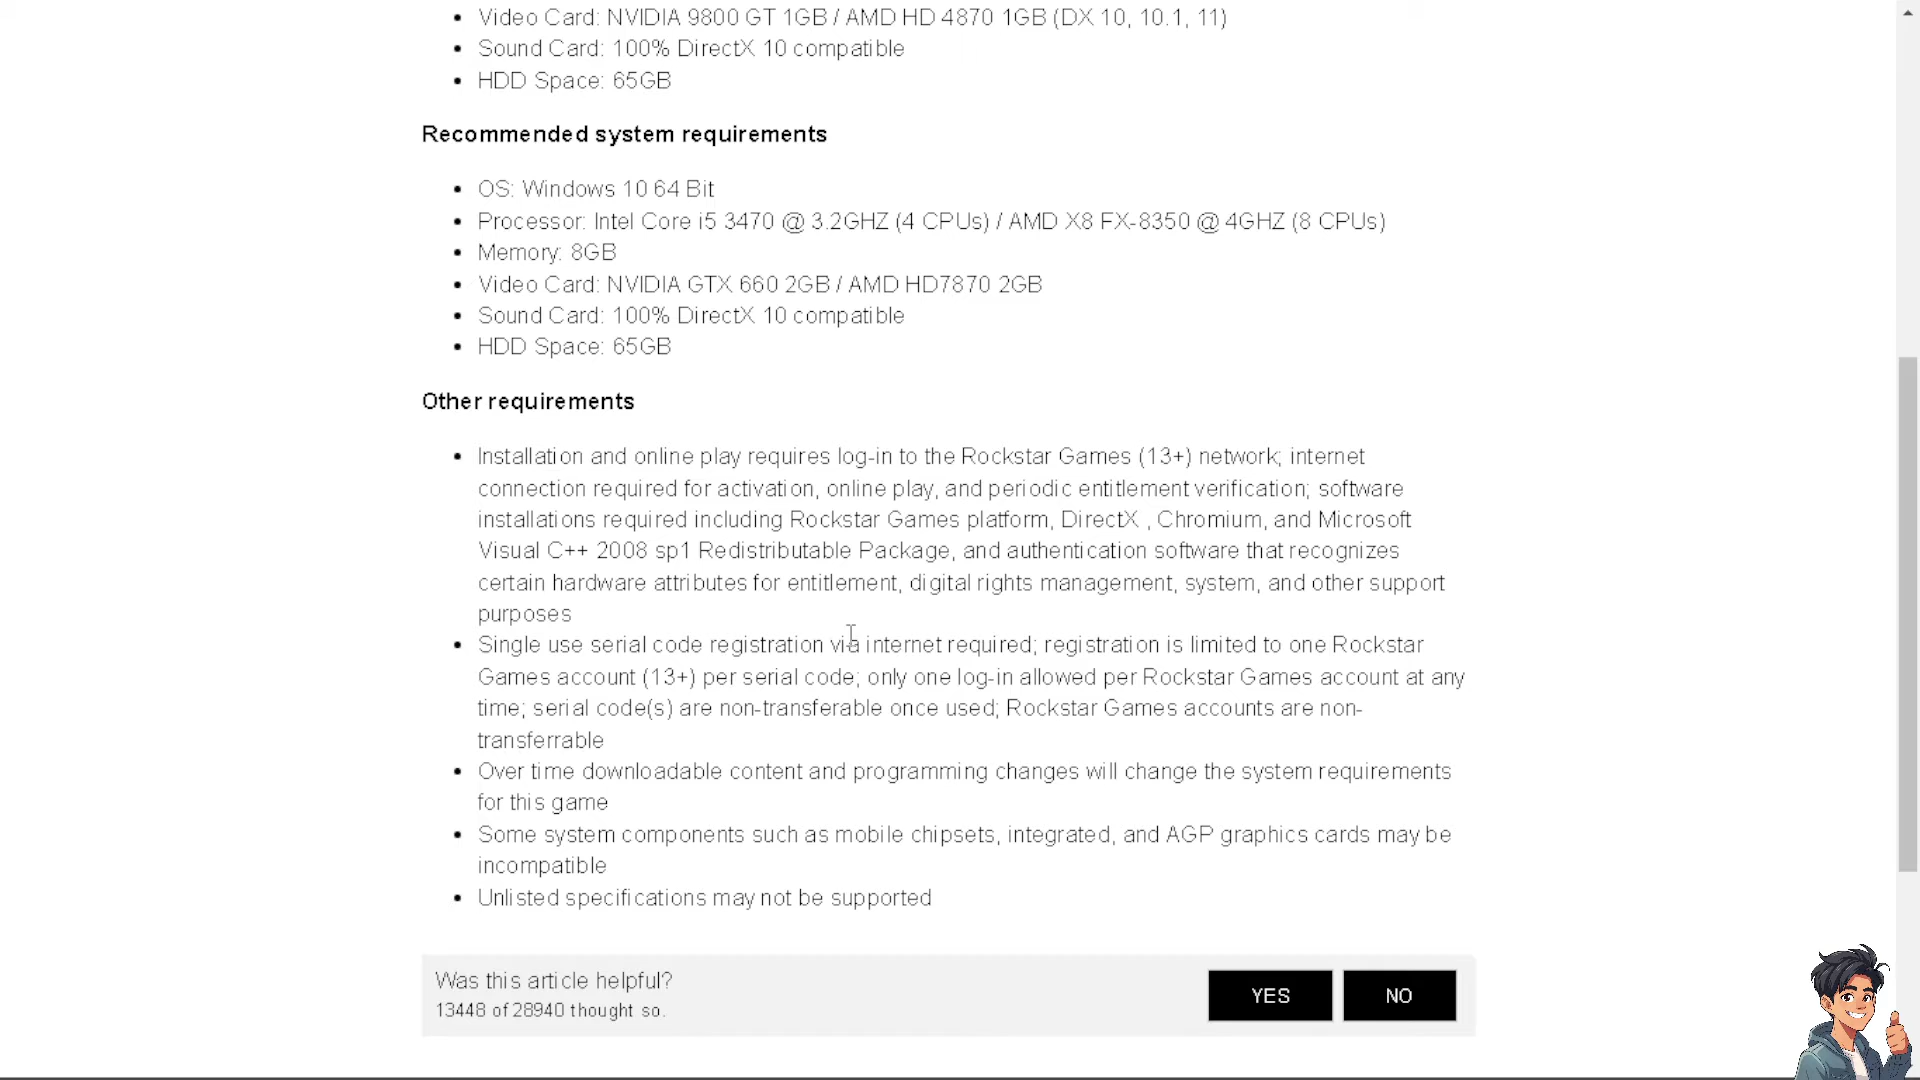 Video Card: NVIDIA 9800 GT 1GB / AMD HD 4870 1GB (DX 10, 10.1, 11)
Sound Card: 100% DirectX 10 compatible
HDD Space: 65GB
Recommended system requirements
OS: Windows 10 64 Bit
Processor: Intel Core i5 3470 @ 3.2GHZ (4 CPUs) / AMD X8 FX-8350 @ 4GHZ (8 CPUs)
Memory: 8GB
Video Card: NVIDIA GTX 660 2GB / AMD HD7870 2GB
Sound Card: 100% DirectX 10 compatible
HDD Space: 65GB
Other requirements
Installation and online play requires log-in to the Rockstar Games (13+) network; internet
connection required for activation, online play, and periodic entitlement verification; software
installations required including Rockstar Games platform, DirectX , Chromium, and Microsoft
Visual C++ 2008 sp1 Redistributable Package, and authentication software that recognizes
certain hardware attributes for entitlement, digital rights management, system, and other support
purposes
Single use serial code registration via internet required; registration is limited to one Rockstar
Games account (13+) per serial code; only one log-in allowed per Rockstar Games account at any
time; serial code(s) are non-transferable once used; Rockstar Games accounts are non-
transferrable
Over time downloadable content and programming changes will change the system requirements
for this game
Some system components such as mobile chipsets, integrated, and AGP graphics cards may be
incompatible
Unlisted specifications may not be supported
Was this article helpful?
13448 of 28940 thought so.
YES
NO